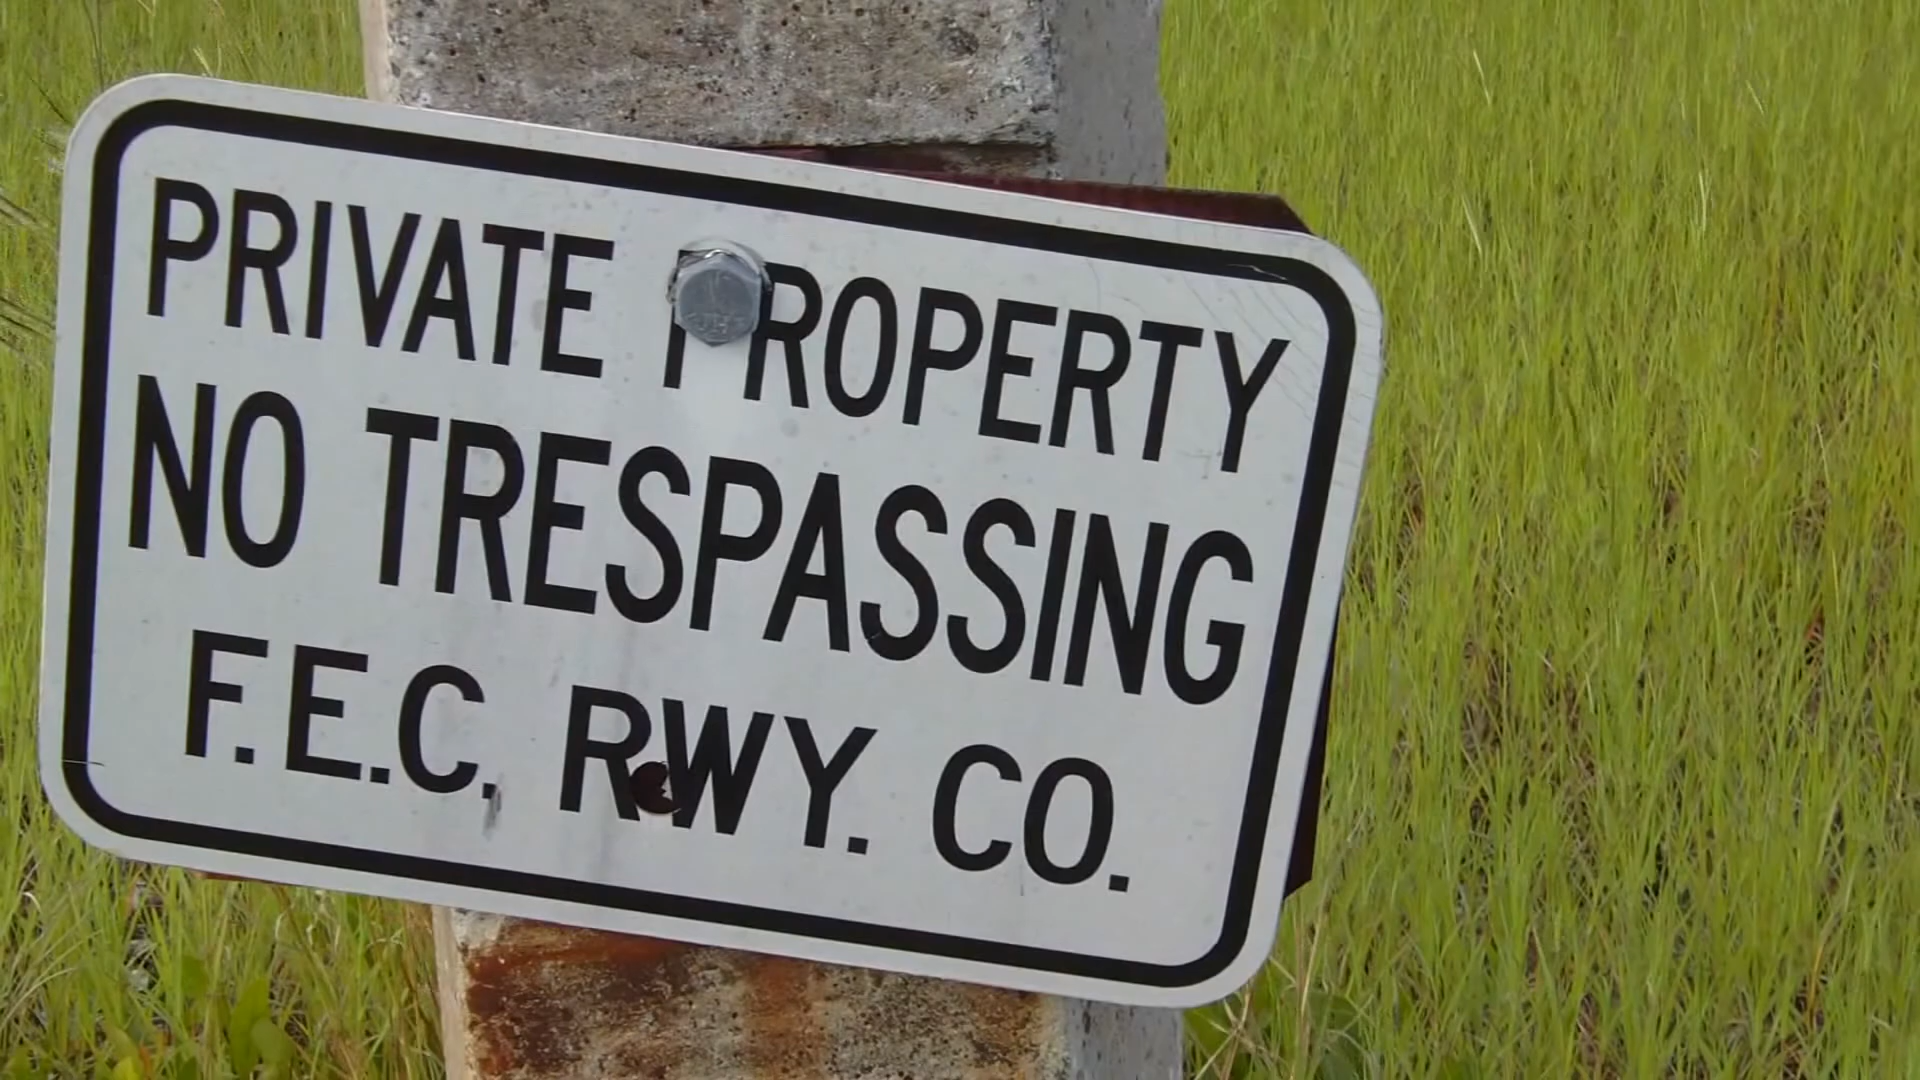 PRIVATE PROPERTY
NO TRESPASSING
F.E.C. RWY. CO.